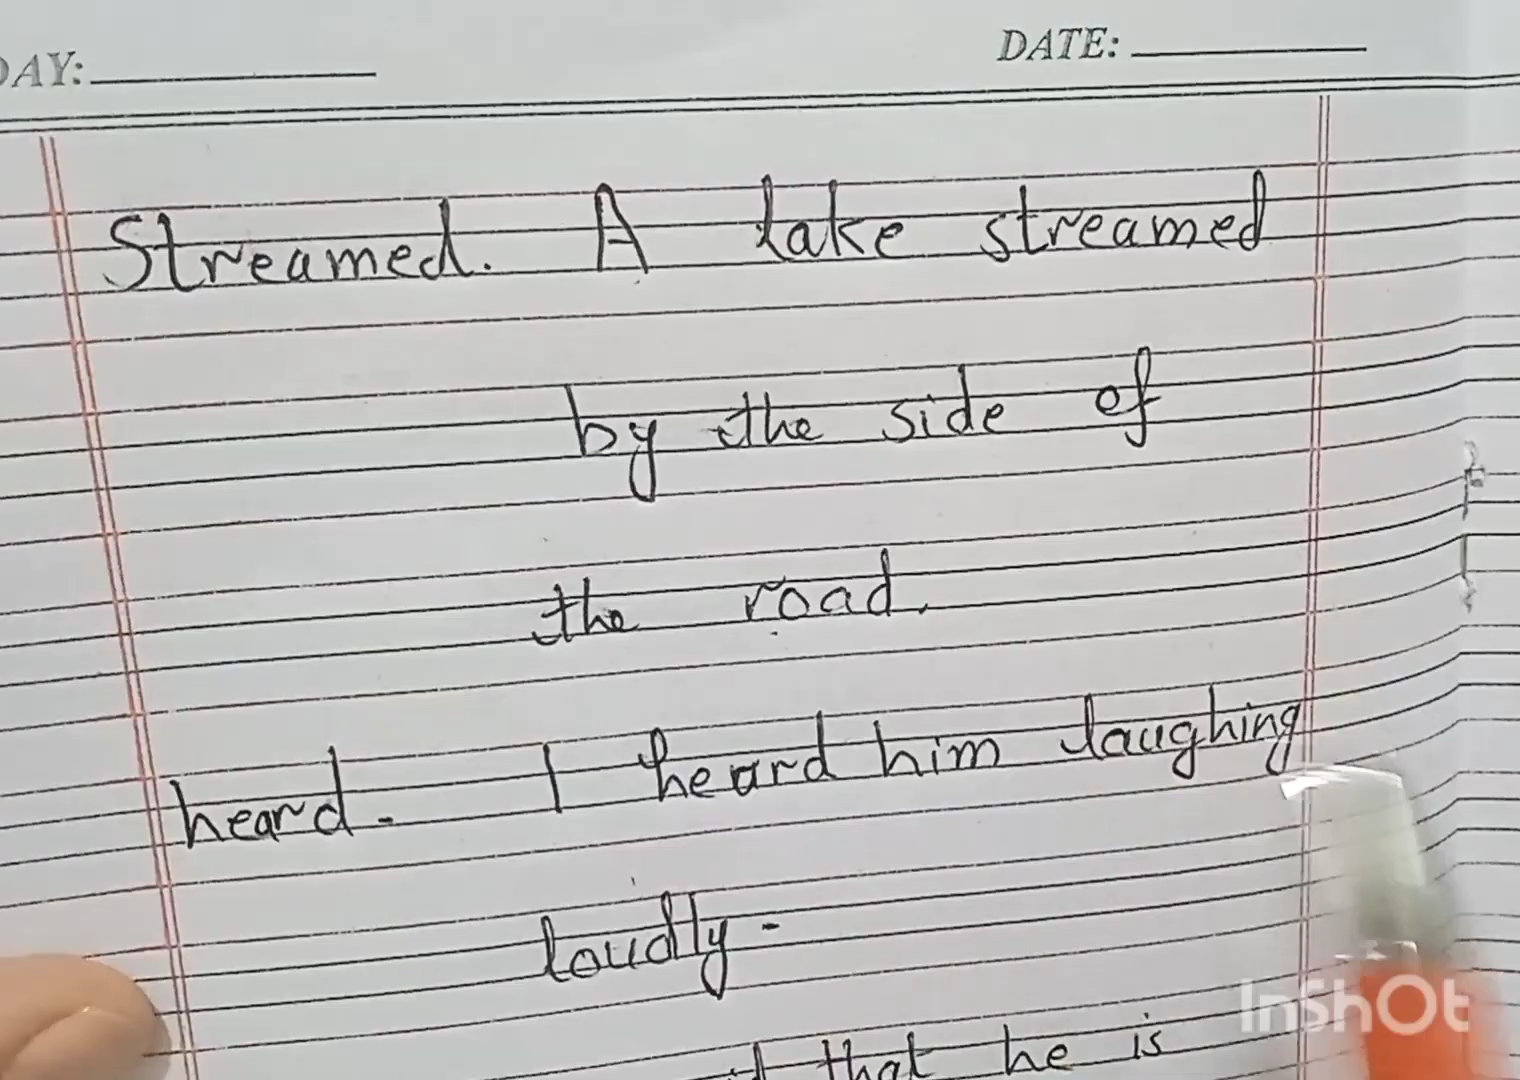 DAY: DATE:
Streamed. A lake streamed
by the side of
the road.
heard. I heard him laughing
loudly.
that he is
InShOt